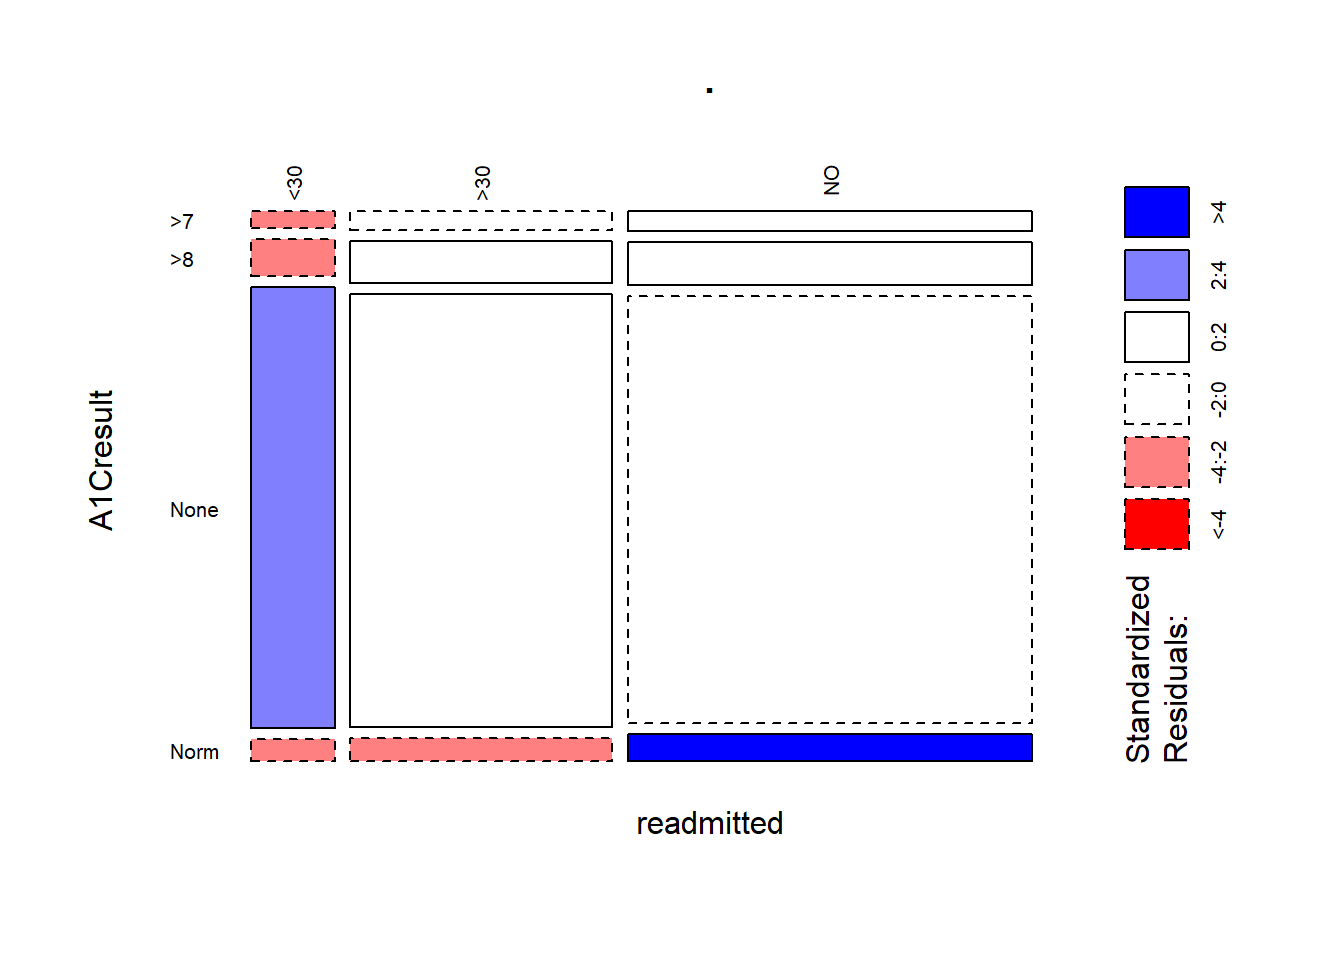 .
<30
>30
NO
>7
>8
None
Norm
A1Cresult
readmitted
>4
2:4
0:2
-2:0
-4:-2
<-4
Standardized
Residuals: